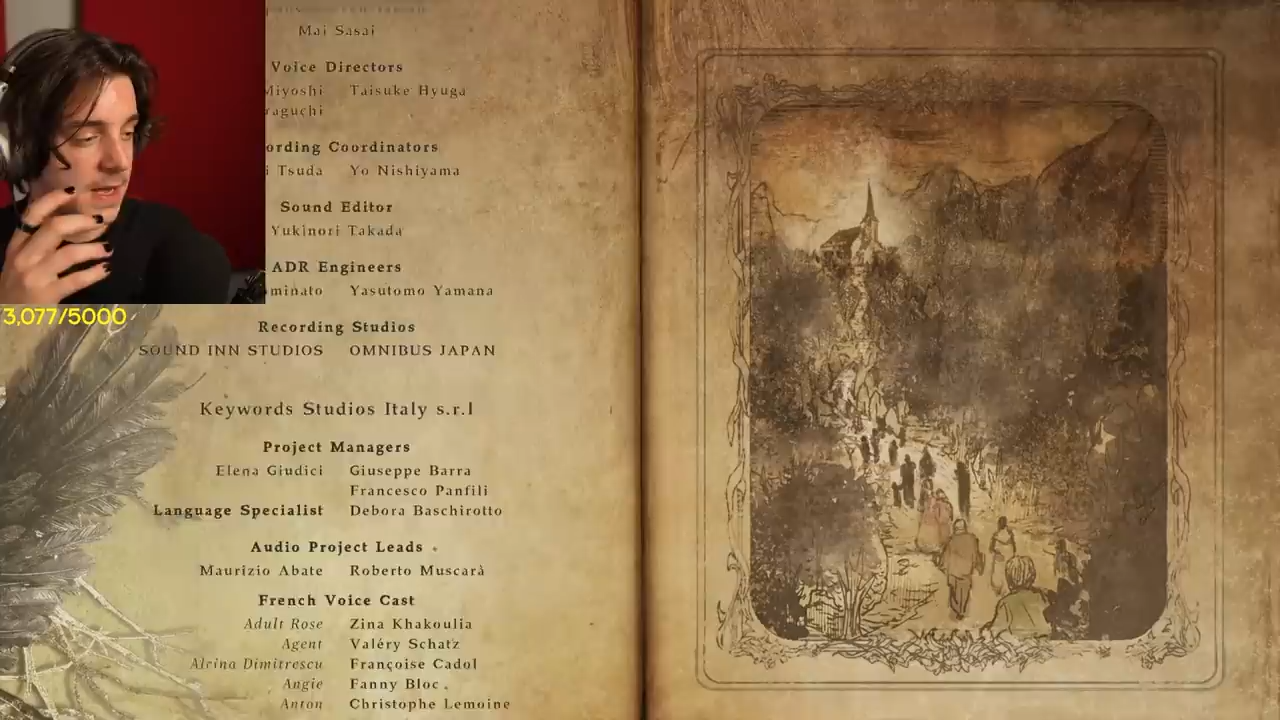 Mai Sasai
Voice Directors
Miyoshi Taisuke Hyuga
Recording Coordinators
Tsuda Yo Nishiyama
Sound Editor
Yukinori Takada
ADR Engineers
Yasutomo Yamana
3,077/5000
Recording Studios
SOUND INN STUDIOS OMNIBUS JAPAN
Keywords Studios Italy s.r.l
Project Managers
Elena Giudici Giuseppe Barra
Francesco Panfili
Language Specialist Debora Baschirotto
Audio Project Leads
Maurizio Abate Roberto Muscarà
French Voice Cast
Adult Rose Zina Khakoulia
Agent Valéry Schatz
Alcina Dimitrescu Françoise Cadol
Angie Fanny Bloc
Anton Christophe Lemoine